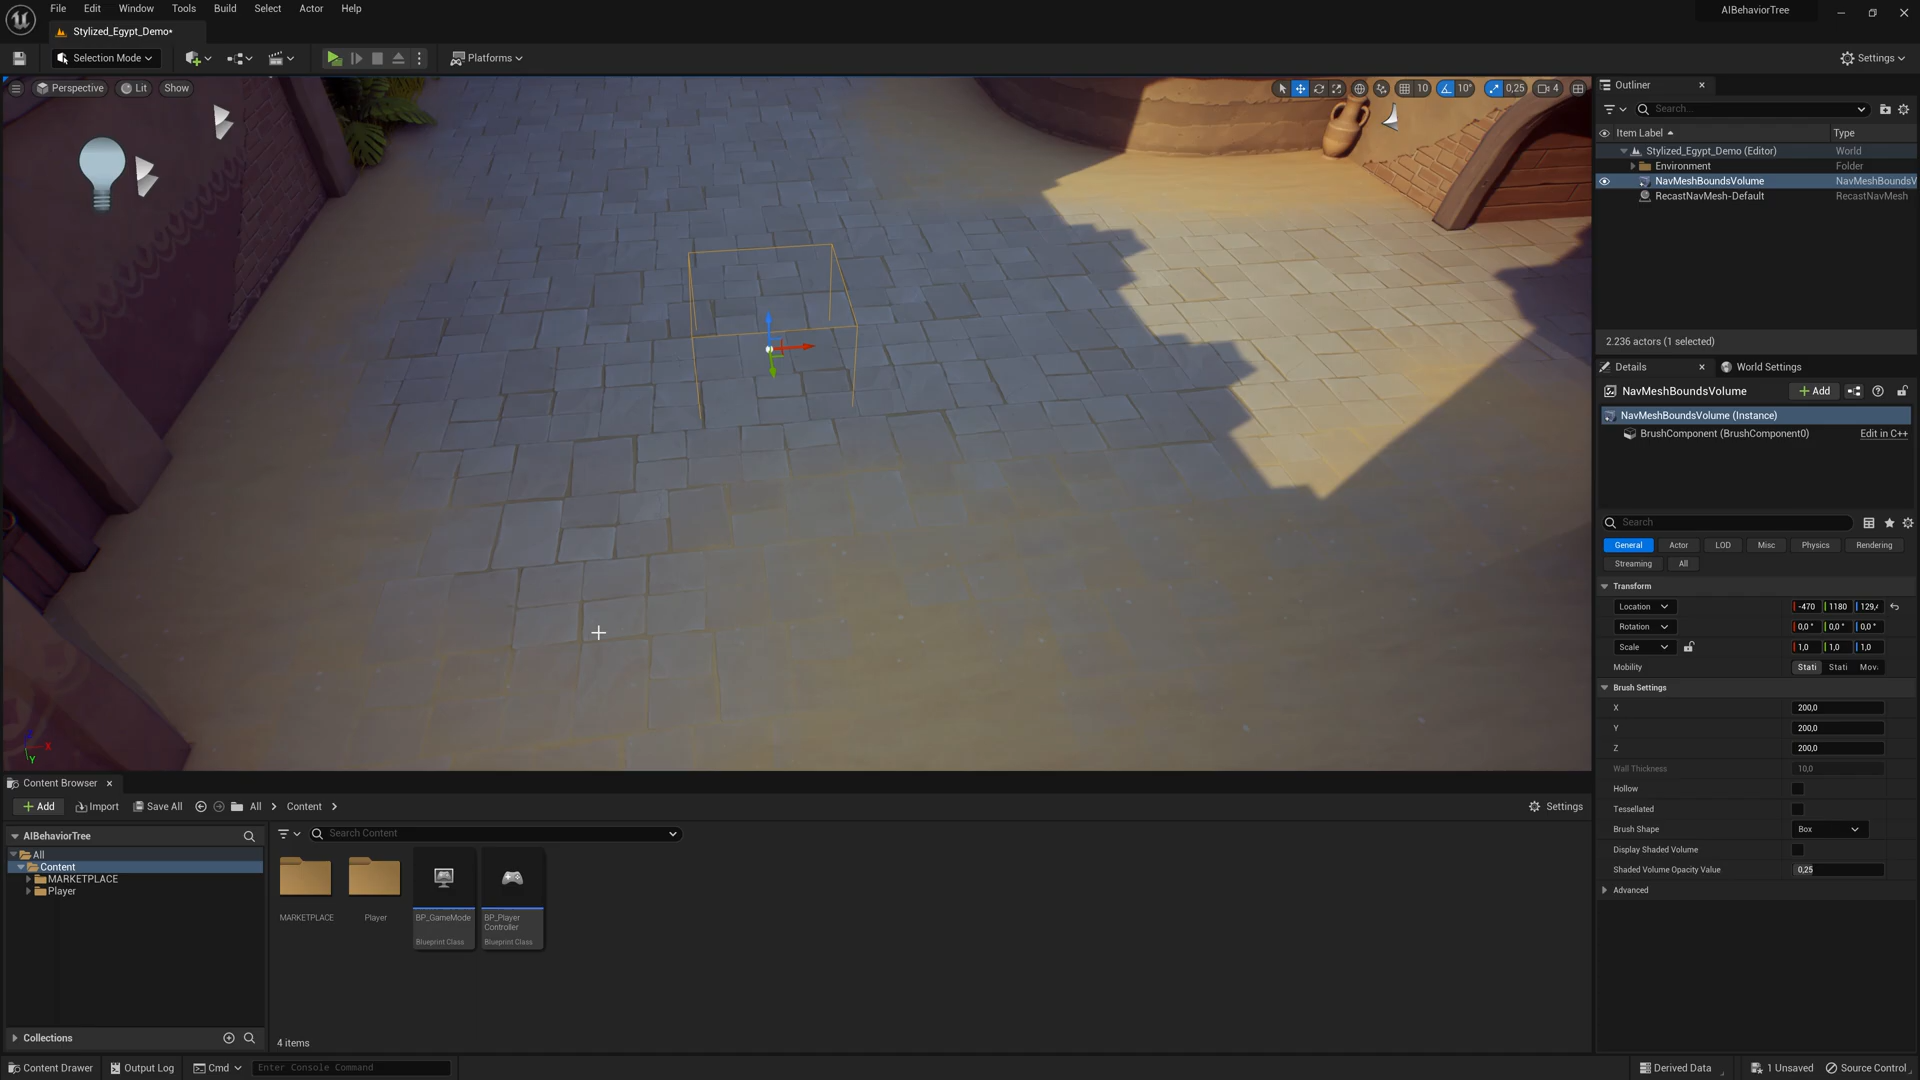 File Edit Window Tools Build Select Actor Help
AIBehaviorTree
Stylized_Egypt_Demo*
Selection Mode
Platforms
Settings
Perspective Lit Show
10 10° 0,25 4
Outliner
Search...
Item Label Type
Stylized_Egypt_Demo (Editor) World
Environment Folder
NavMeshBoundsVolume NavMeshBoundsV
RecastNavMesh-Default RecastNavMesh
2.236 actors (1 selected)
Details World Settings
NavMeshBoundsVolume
Add
NavMeshBoundsVolume (Instance)
BrushComponent (BrushComponent0) Edit in C++
Search
General Actor LOD Misc Physics Rendering
Streaming All
Transform
Location -470 1180 129,
Rotation 0,0 ° 0,0 ° 0,0 °
Scale 1,0 1,0 1,0
Mobility Stati Stati Mov
Brush Settings
X 200,0
Y 200,0
Z 200,0
Wall Thickness 10,0
Hollow
Tessellated
Brush Shape Box
Display Shaded Volume
Shaded Volume Opacity Value 0,25
Advanced
X
Y
Content Browser
Add Import Save All All Content Settings
AIBehaviorTree
Search Content
All
Content
MARKETPLACE
Player
MARKETPLACE
Player
BP_GameMode
Blueprint Class
BP_Player
Controller
Blueprint Class
Collections
4 items
Content Drawer Output Log Cmd Enter Console Command Derived Data 1 Unsaved Source Control